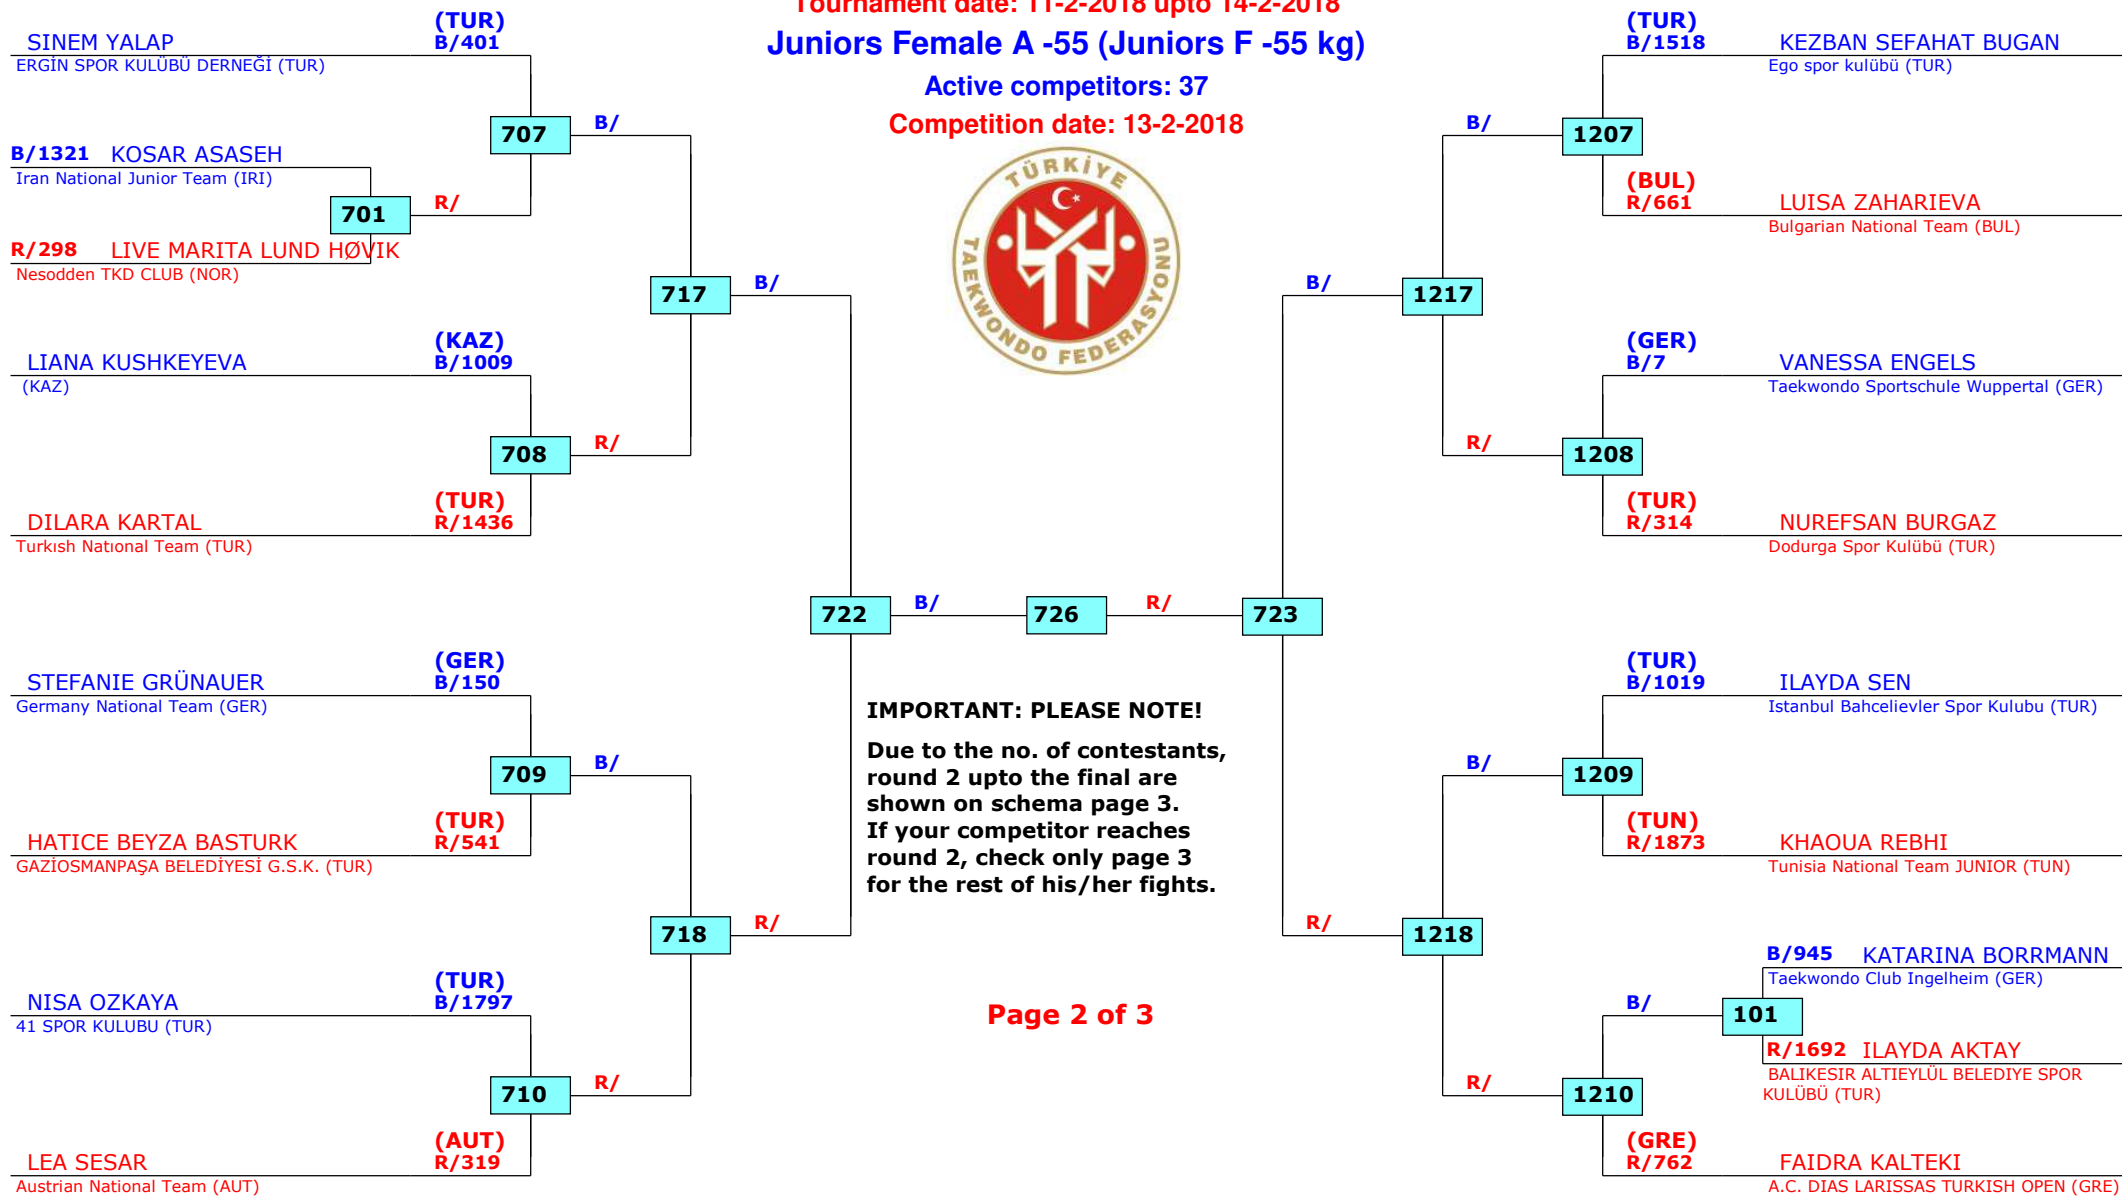 Tournament date: 11-2-2018 upto 14-2-2018
Juniors Female A -55 (Juniors F -55 kg)
Active competitors: 37
Competition date: 13-2-2018
TÜRKİYE
TAEKWONDO FEDERASYONU
(TUR)
SINEM YALAP B/401
ERGİN SPOR KULÜBÜ DERNEĞİ (TUR)
707 B/
B/1321 KOSAR ASASEH
Iran National Junior Team (IRI)
701 R/
R/298 LIVE MARITA LUND HØVIK
Nesodden TKD CLUB (NOR)
717 B/
(KAZ)
LIANA KUSHKEYEVA B/1009
(KAZ)
708 R/
(TUR)
DILARA KARTAL R/1436
Turkısh Natıonal Team (TUR)
722 B/ 726 R/ 723
(GER)
STEFANIE GRÜNAUER B/150
Germany National Team (GER)
709 B/
(TUR)
HATICE BEYZA BASTURK R/541
GAZİOSMANPAŞA BELEDİYESİ G.S.K. (TUR)
718 R/
(TUR)
NISA OZKAYA B/1797
41 SPOR KULUBU (TUR)
710 R/
(AUT)
LEA SESAR R/319
Austrian National Team (AUT)
IMPORTANT: PLEASE NOTE!
Due to the no. of contestants,
round 2 upto the final are
shown on schema page 3.
If your competitor reaches
round 2, check only page 3
for the rest of his/her fights.
Page 2 of 3
(TUR)
B/1518 KEZBAN SEFAHAT BUGAN
Ego spor kulübü (TUR)
B/ 1207
(BUL)
R/661 LUISA ZAHARIEVA
Bulgarian National Team (BUL)
B/ 1217
(GER)
B/7 VANESSA ENGELS
Taekwondo Sportschule Wuppertal (GER)
R/ 1208
(TUR)
R/314 NUREFSAN BURGAZ
Dodurga Spor Kulübü (TUR)
(TUR)
B/1019 ILAYDA SEN
Istanbul Bahcelievler Spor Kulubu (TUR)
B/ 1209
(TUN)
R/1873 KHAOUA REBHI
Tunisia National Team JUNIOR (TUN)
R/ 1218
B/945 KATARINA BORRMANN
Taekwondo Club Ingelheim (GER)
B/ 101
R/1692 ILAYDA AKTAY
BALIKESIR ALTIEYLÜL BELEDIYE SPOR
KULÜBÜ (TUR)
R/ 1210
(GRE)
R/762 FAIDRA KALTEKI
A.C. DIAS LARISSAS TURKISH OPEN (GRE)